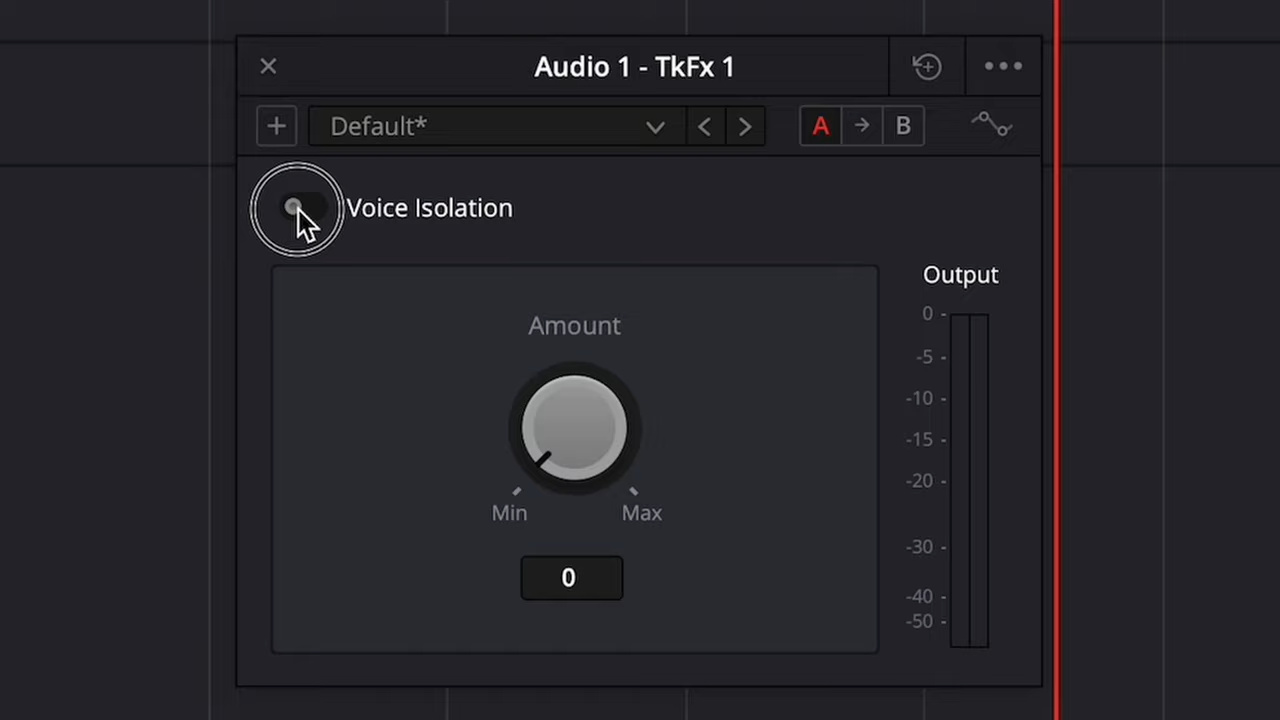 Audio 1 - TkFx 1
Default*
A
B
Voice Isolation
Output
Amount
0 -
-5 -
-10 -
-15 -
-20 -
-30 -
-40 -
-50 -
Min
Max
0